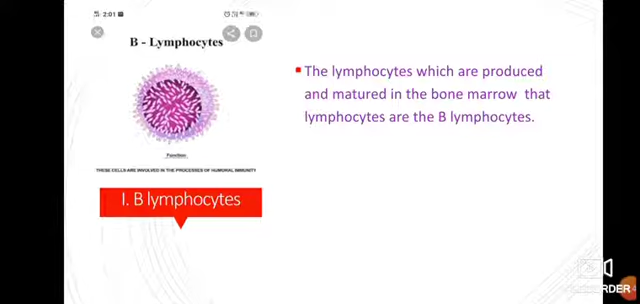 2:01
B - Lymphocytes
Function
THESE CELLS ARE INVOLVED IN THE PROCESSES OF HUMORAL IMMUNITY
I. B lymphocytes
The lymphocytes which are produced
and matured in the bone marrow that
lymphocytes are the B lymphocytes.